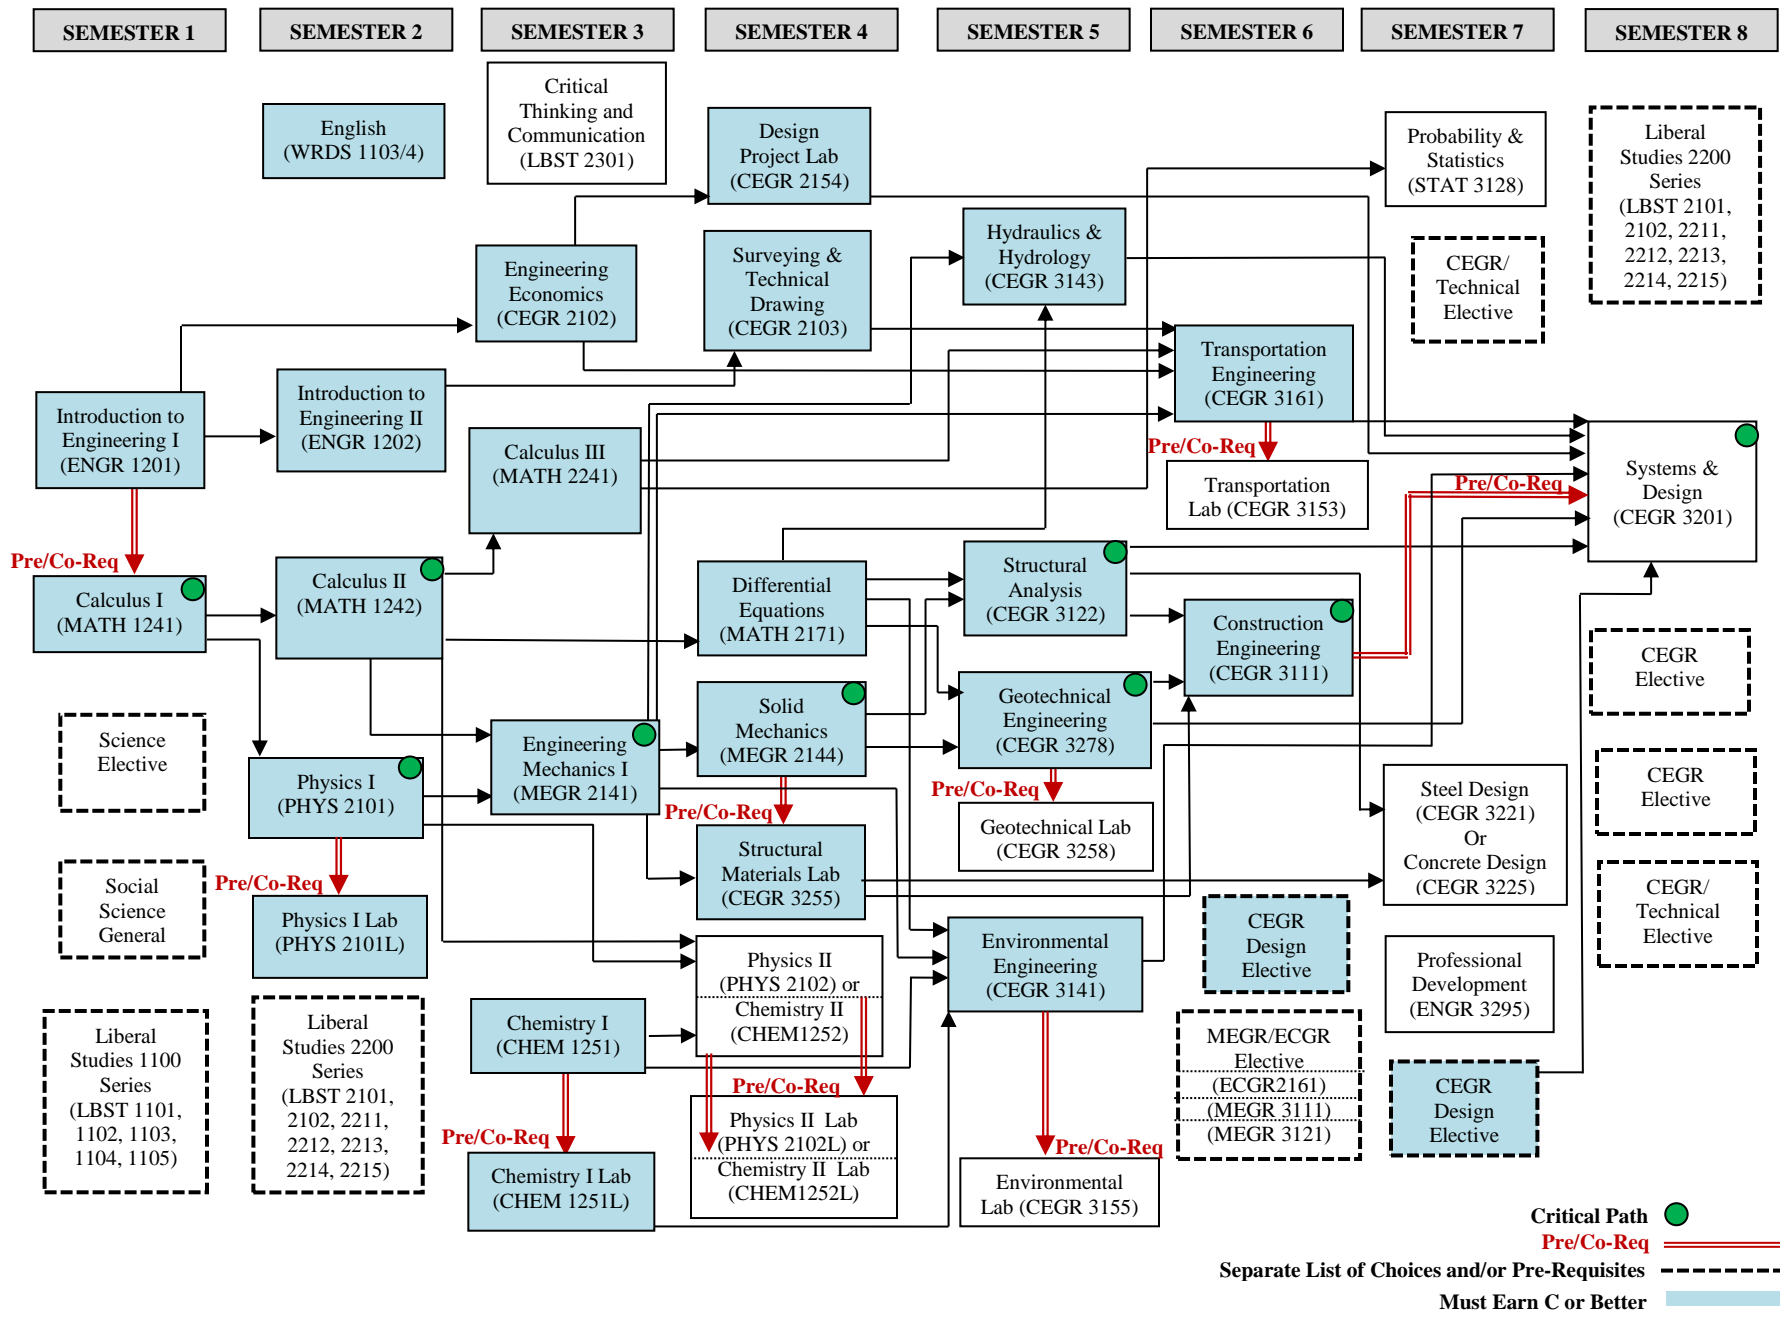 SEMESTER 1
SEMESTER 2
SEMESTER 3
SEMESTER 4
SEMESTER 5
SEMESTER 6
SEMESTER 7
SEMESTER 8
Introduction to
Engineering I
(ENGR 1201)
Pre/Co-Req
Calculus I
(MATH 1241)
Science
Elective
Social
Science
General
Liberal
Studies 1100
Series
(LBST 1101,
1102, 1103,
1104, 1105)
English
(WRDS 1103/4)
Introduction to
Engineering II
(ENGR 1202)
Calculus II
(MATH 1242)
Physics I
(PHYS 2101)
Pre/Co-Req
Physics I Lab
(PHYS 2101L)
Liberal
Studies 2200
Series
(LBST 2101,
2102, 2211,
2212, 2213,
2214, 2215)
Critical
Thinking and
Communication
(LBST 2301)
Engineering
Economics
(CEGR 2102)
Calculus III
(MATH 2241)
Engineering
Mechanics I
(MEGR 2141)
Chemistry I
(CHEM 1251)
Pre/Co-Req
Chemistry I Lab
(CHEM 1251L)
Design
Project Lab
(CEGR 2154)
Surveying &
Technical
Drawing
(CEGR 2103)
Differential
Equations
(MATH 2171)
Solid
Mechanics
(MEGR 2144)
Pre/Co-Req
Structural
Materials Lab
(CEGR 3255)
Physics II
(PHYS 2102) or
Chemistry II
(CHEM1252)
Pre/Co-Req
Physics II Lab
(PHYS 2102L) or
Chemistry II Lab
(CHEM1252L)
Hydraulics &
Hydrology
(CEGR 3143)
Structural
Analysis
(CEGR 3122)
Geotechnical
Engineering
(CEGR 3278)
Pre/Co-Req
Geotechnical Lab
(CEGR 3258)
Environmental
Engineering
(CEGR 3141)
Pre/Co-Req
Environmental
Lab (CEGR 3155)
Transportation
Engineering
(CEGR 3161)
Pre/Co-Req
Transportation
Lab (CEGR 3153)
Construction
Engineering
(CEGR 3111)
CEGR
Design
Elective
MEGR/ECGR
Elective
(ECGR2161)
(MEGR 3111)
(MEGR 3121)
Probability &
Statistics
(STAT 3128)
CEGR/
Technical
Elective
Pre/Co-Req
Steel Design
(CEGR 3221)
Or
Concrete Design
(CEGR 3225)
Professional
Development
(ENGR 3295)
CEGR
Design
Elective
Liberal
Studies 2200
Series
(LBST 2101,
2102, 2211,
2212, 2213,
2214, 2215)
Systems &
Design
(CEGR 3201)
CEGR
Elective
CEGR
Elective
CEGR/
Technical
Elective
Critical Path
Pre/Co-Req
Separate List of Choices and/or Pre-Requisites
Must Earn C or Better